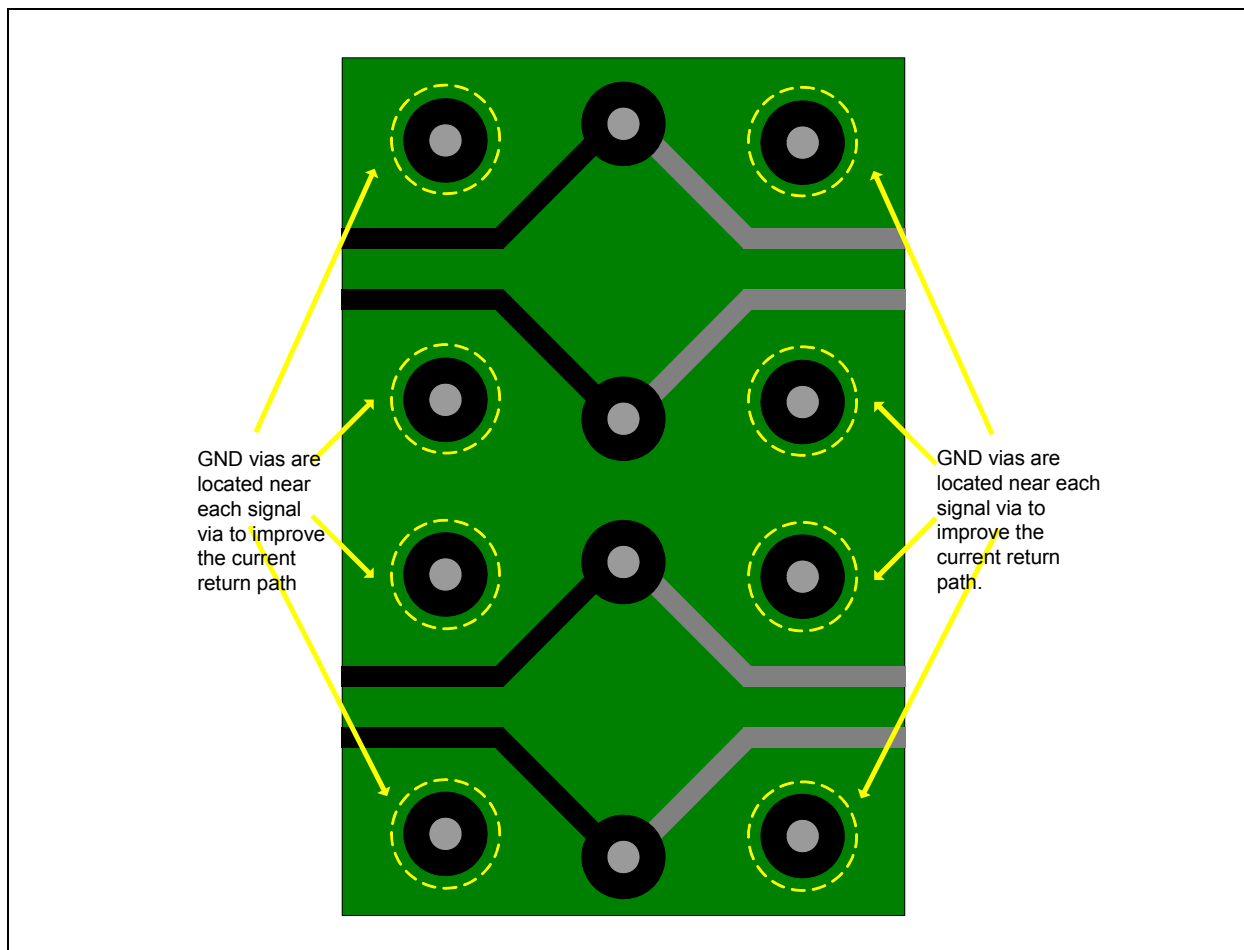 GND vias are
located near
each signal
via to improve
the current
return path
GND vias are
located near each
signal via to
improve the
current return
path.